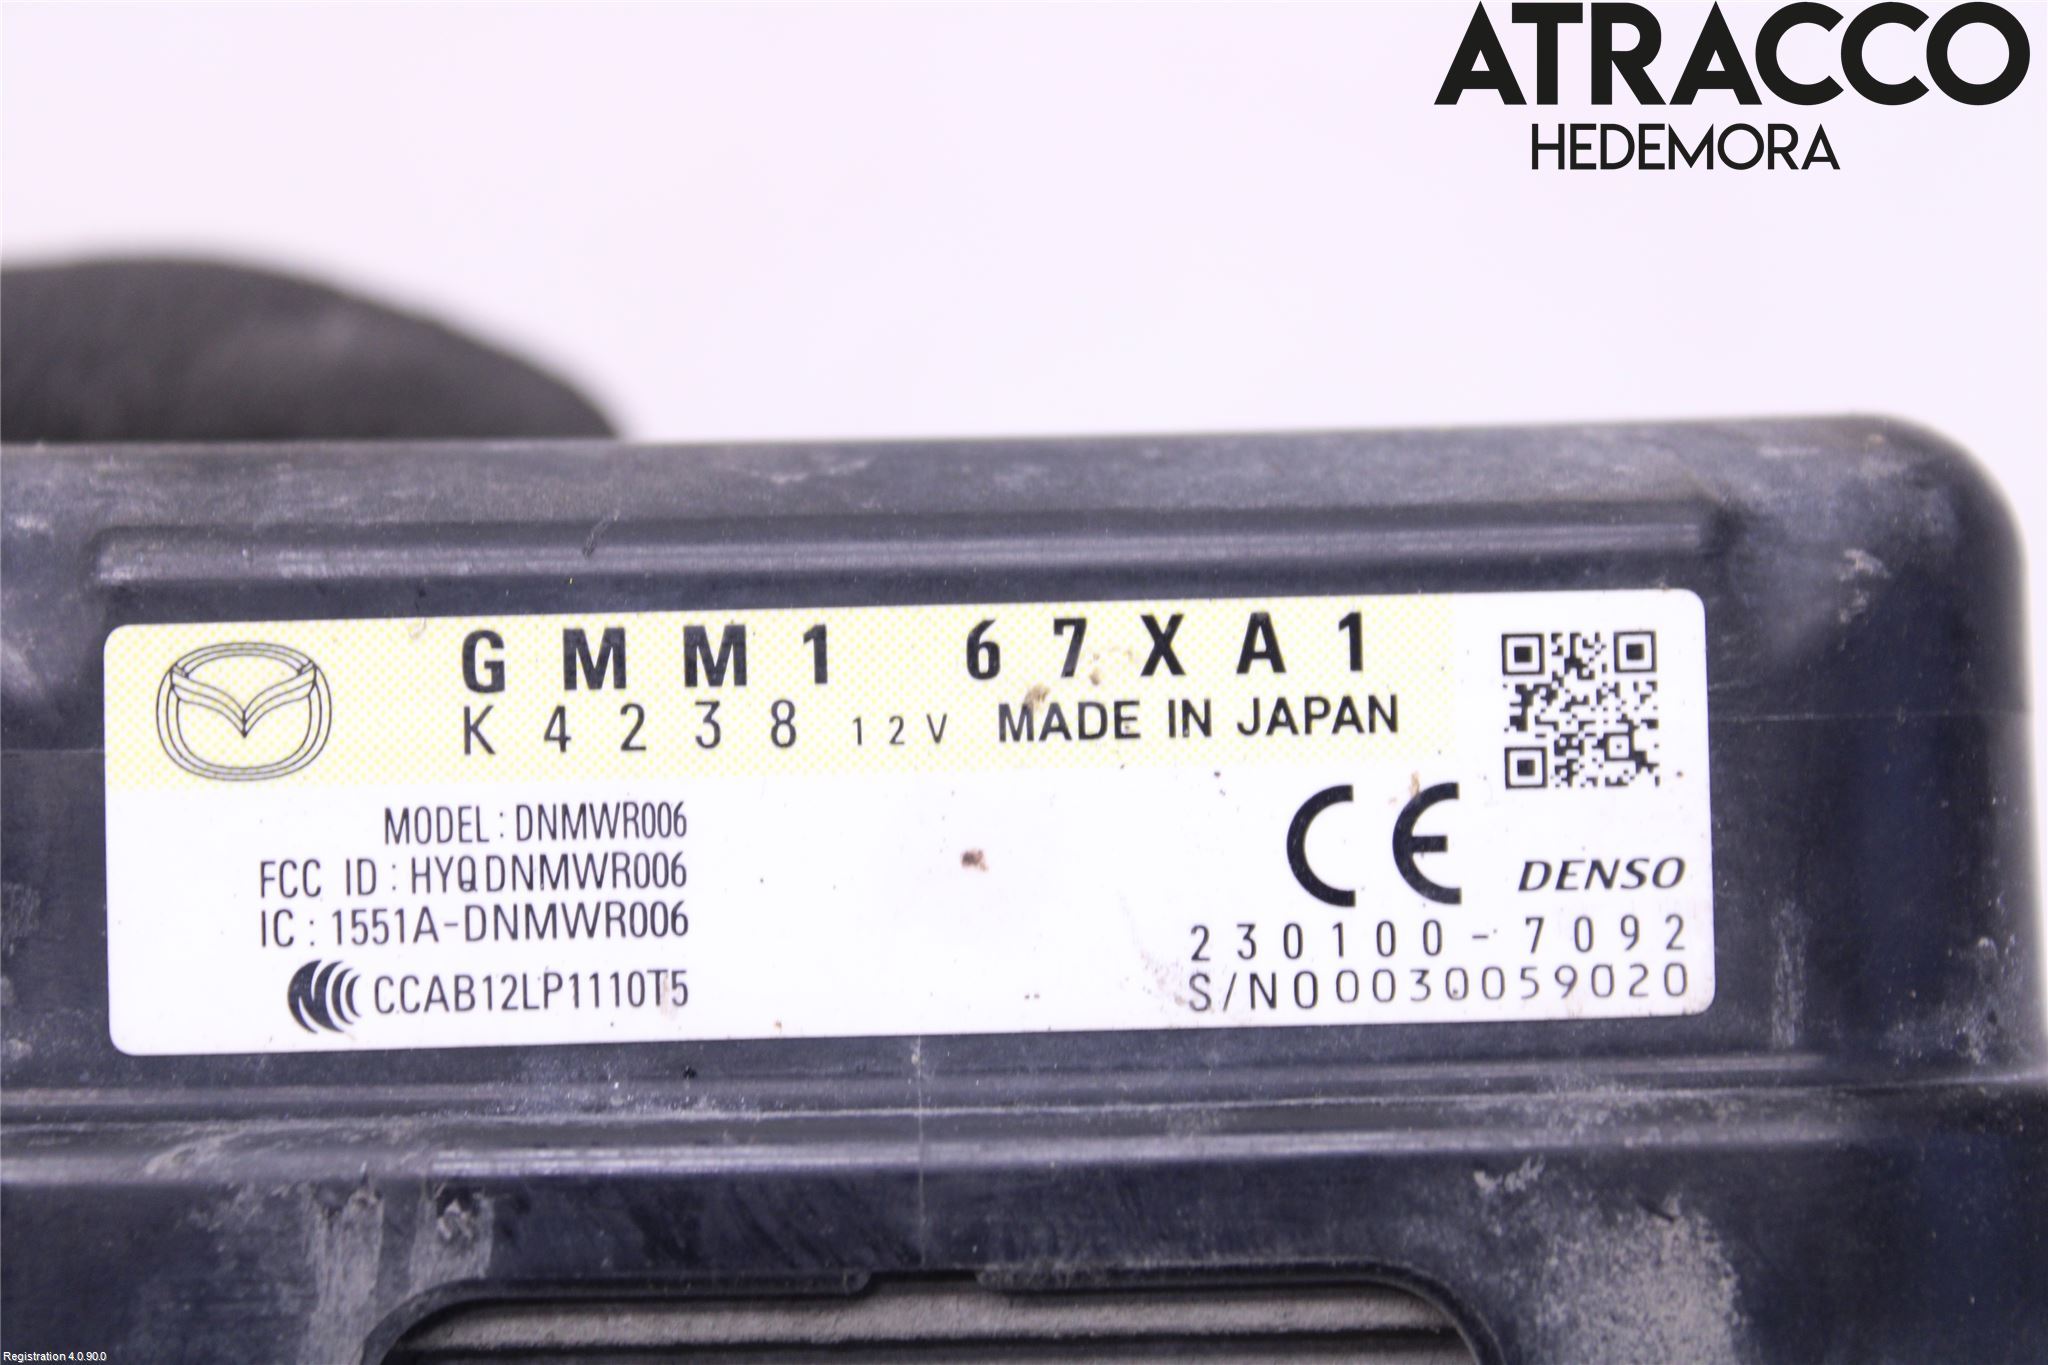 ATRACCO
HEDEMORA
GMM1 67XA1
K4238 12V MADE IN JAPAN
MODEL : DNMWR006
FCC ID : HYQDNMWR006
IC : 1551A-DNMWR006
CCAB12LP1110T5
CE
DENSO
230100-7092
S/N00030059020
Registration 4.0.90.0